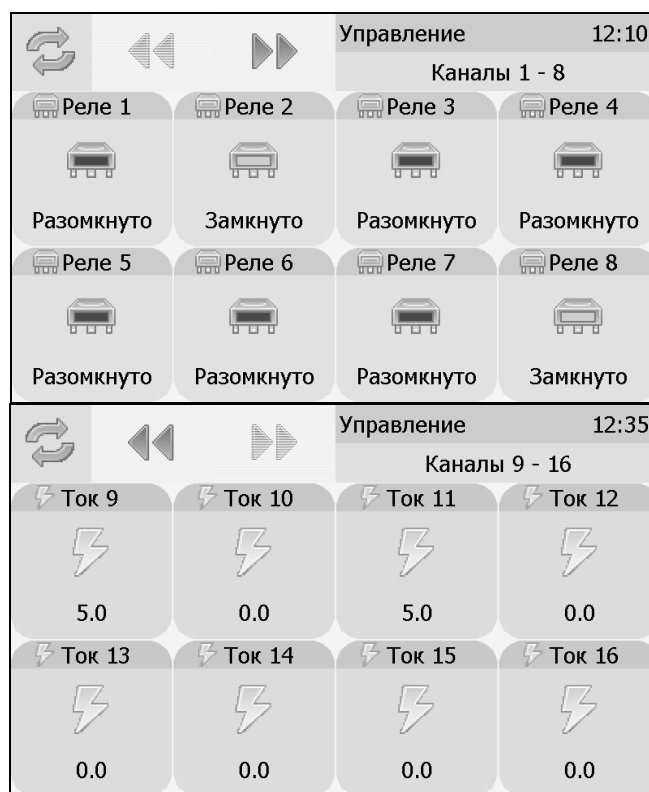 Управление 12:10
Каналы 1 - 8
Реле 1 Реле 2 Реле 3 Реле 4
Разомкнуто Замкнуто Разомкнуто Разомкнуто
Реле 5 Реле 6 Реле 7 Реле 8
Разомкнуто Разомкнуто Разомкнуто Замкнуто
Управление 12:35
Каналы 9 - 16
Ток 9 Ток 10 Ток 11 Ток 12
5.0 0.0 5.0 0.0
Ток 13 Ток 14 Ток 15 Ток 16
0.0 0.0 0.0 0.0